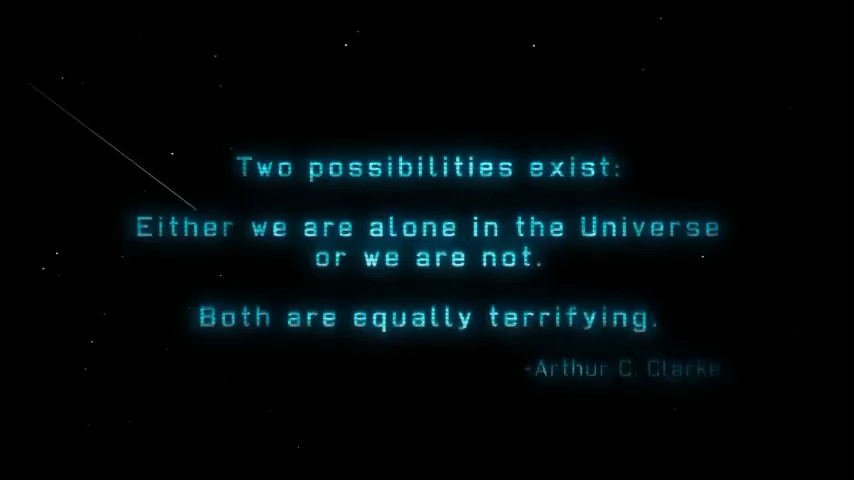 Two possibilities exist:
Either we are alone in the Universe
or we are not.
Both are equally terrifying.
-Arthur C. Clarke